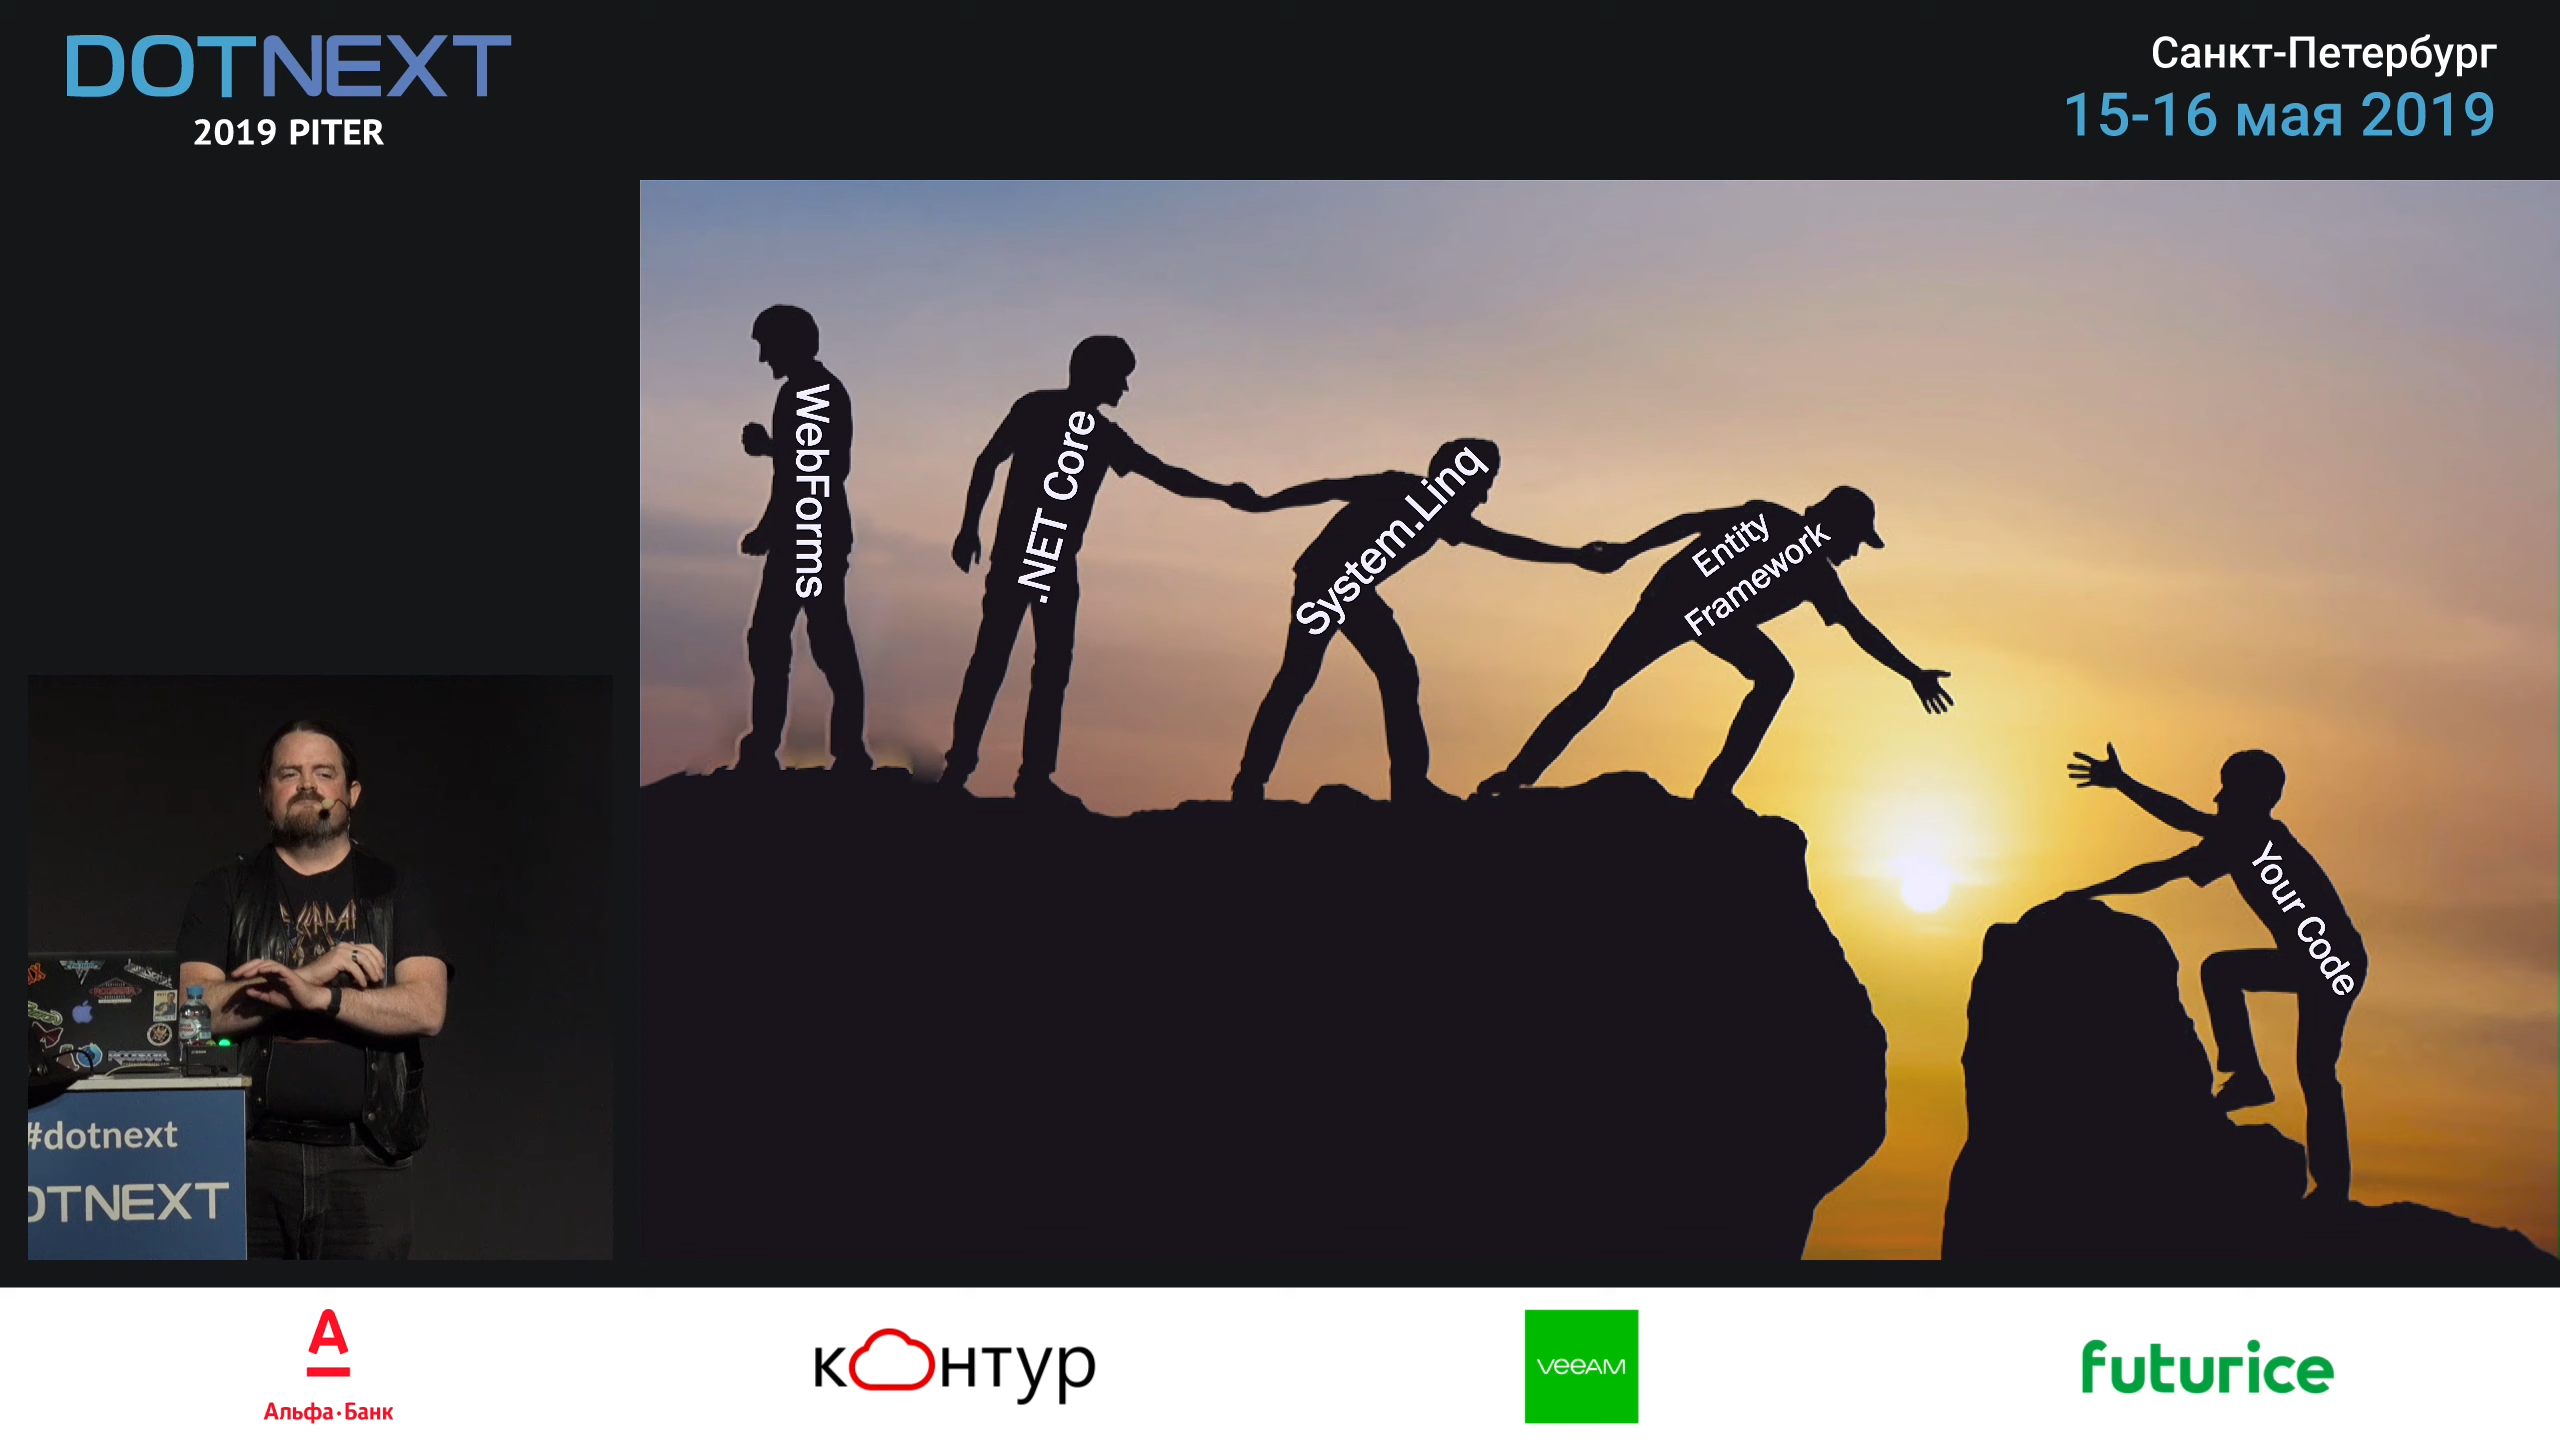 DOTNEXT
2019 PITER
Санкт-Петербург
15-16 мая 2019
WebForms
.NET Core
System.Linq
Entity
Framework
Your Code
#dotnext
OTNEXT
Альфа·Банк
контур
veeam
futurice